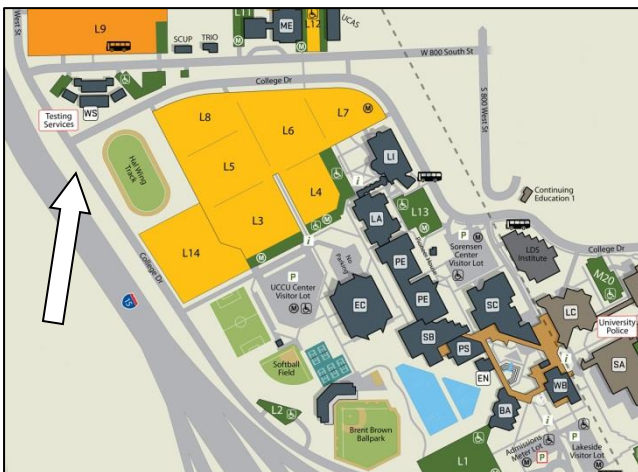 West St
L9
SCUP
TRIO
L11
ME
L12
UCAS
M
M
W 800 South St
S 800 West St
Testing
Services
WS
College Dr
L8
L6
L7
M
L5
L4
L3
L14
Hal Wing
Track
LI
LA
L13
M
i
M
M
i
Continuing
Education 1
P
Sorensen
Center
Visitor Lot
M
LDS
Institute
College Dr
M20
P
UCCU Center
Visitor Lot
M
No
Parking
EC
PE
PE
SC
LC
University
Police
SA
College Dr
15
SB
PS
EN
WB
BA
i
i
Softball
Field
L2
Brent Brown
Ballpark
L1
Admissions
Meter Lot
M
P
P
Lakeside
Visitor Lot
M